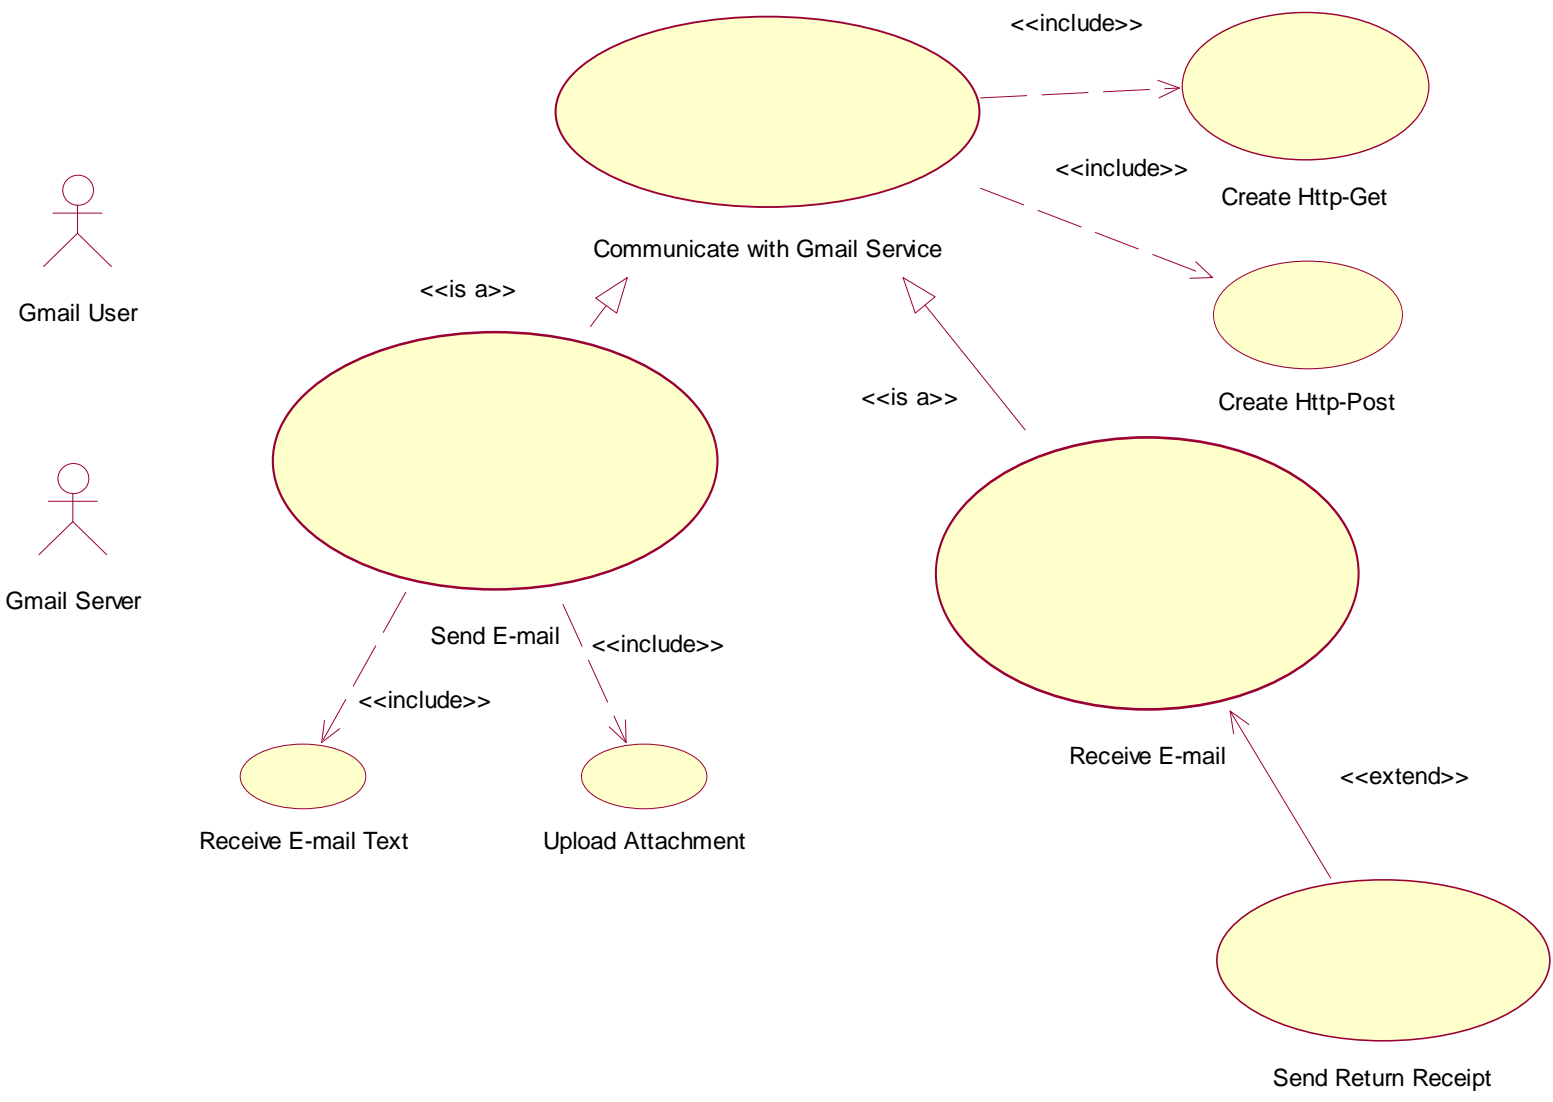 <<include>>
<<include>>
Create Http-Get
Communicate with Gmail Service
<<is a>>
Gmail User
<<is a>>
Create Http-Post
Gmail Server
Send E-mail
<<include>>
<<include>>
Receive E-mail
<<extend>>
Receive E-mail Text
Upload Attachment
Send Return Receipt